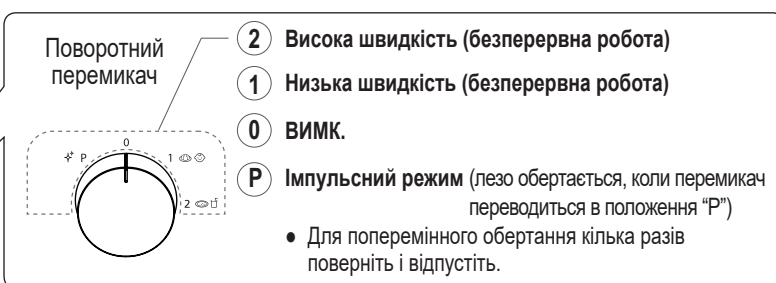 Поворотний
перемикач
2 Висока швидкість (безперервна робота)
1 Низька швидкість (безперервна робота)
0 ВИМК.
P Імпульсний режим (лезо обертається, коли перемикач
переводиться в положення “P”)
● Для поперемінного обертання кілька разів
поверніть і відпустіть.
0
P
1
2